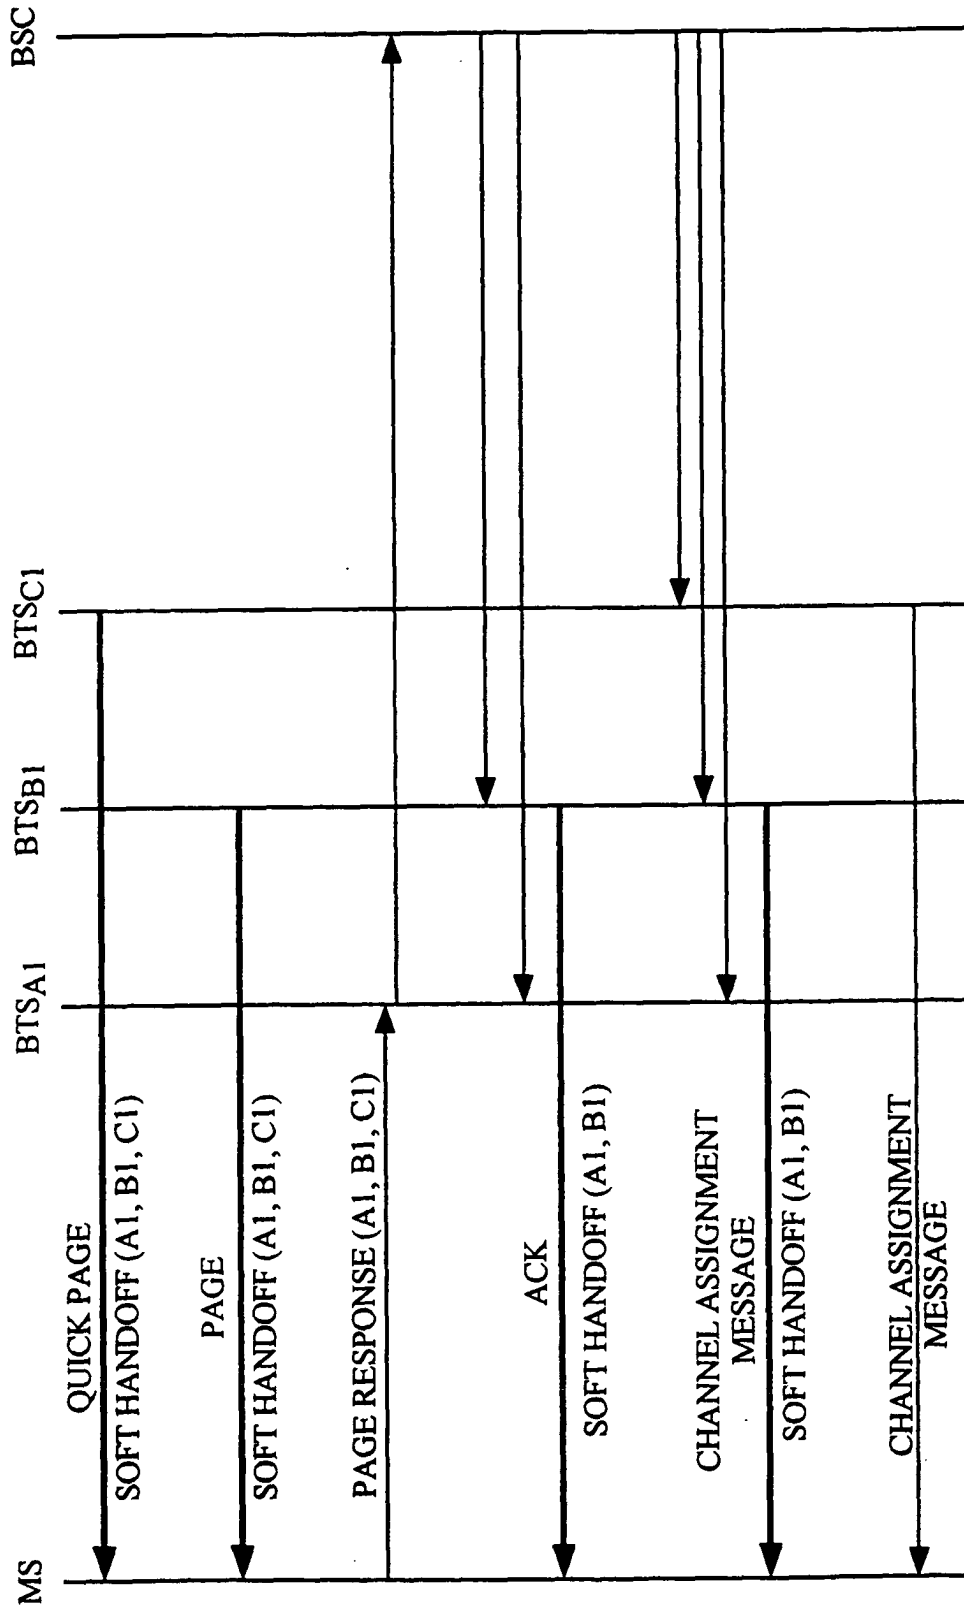 MS
BTSA1
BTSB1
BTSC1
BSC
QUICK PAGE
SOFT HANDOFF (A1, B1, C1)
PAGE
SOFT HANDOFF (A1, B1, C1)
PAGE RESPONSE (A1, B1, C1)
ACK
SOFT HANDOFF (A1, B1)
CHANNEL ASSIGNMENT
MESSAGE
SOFT HANDOFF (A1, B1)
CHANNEL ASSIGNMENT
MESSAGE